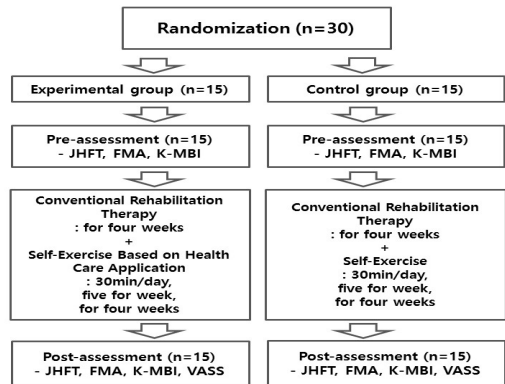 Randomization (n=30)
Experimental group (n=15)
Control group (n=15)
Pre-assessment (n=15)
- JHFT, FMA, K-MBI
Pre-assessment (n=15)
- JHFT, FMA, K-MBI
Conventional Rehabilitation
Therapy
: for four weeks
+
Self-Exercise Based on Health
Care Application
: 30min/day,
five for week,
for four weeks
Conventional Rehabilitation
Therapy
: for four weeks
+
Self-Exercise
: 30min/day,
five for week,
for four weeks
Post-assessment (n=15)
- JHFT, FMA, K-MBI, VASS
Post-assessment (n=15)
- JHFT, FMA, K-MBI, VASS